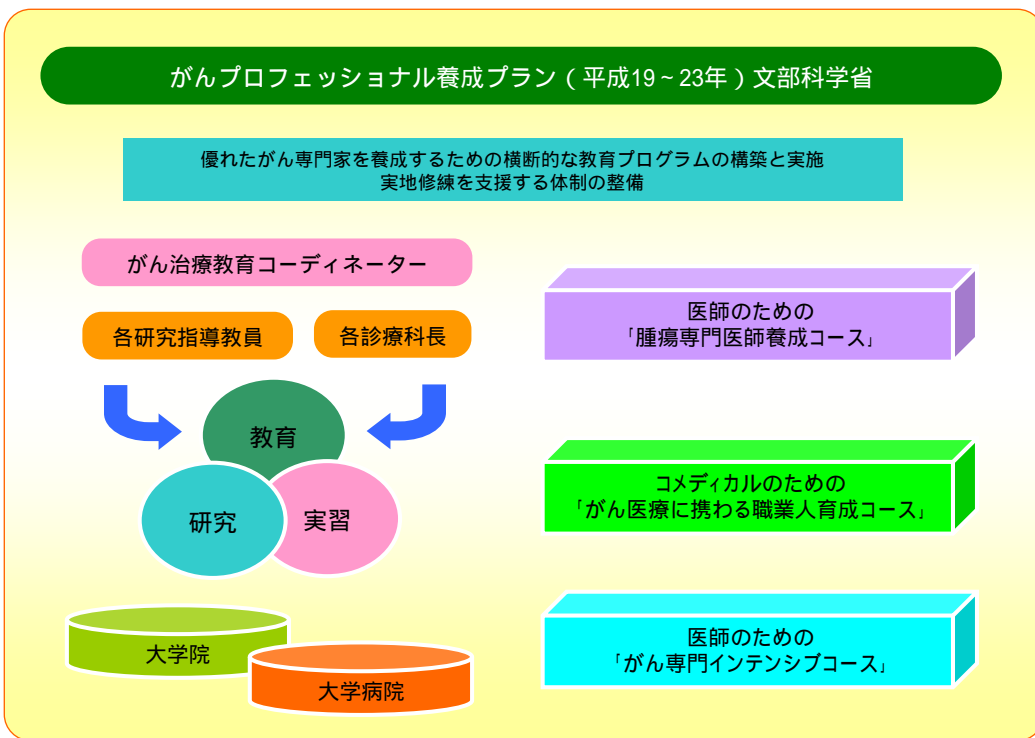 がんプロフェッショナル養成プラン(平成19~23年)文部科学省
優れたがん専門家を養成するための横断的な教育プログラムの構築と実施
実地修練を支援する体制の整備
がん治療教育コーディネーター
各研究指導教員
各診療科長
教育
研究
実習
大学院
大学病院
医師のための
「腫瘍専門医師養成コース」
コメディカルのための
「がん医療に携わる職業人育成コース」
医師のための
「がん専門インテンシブコース」